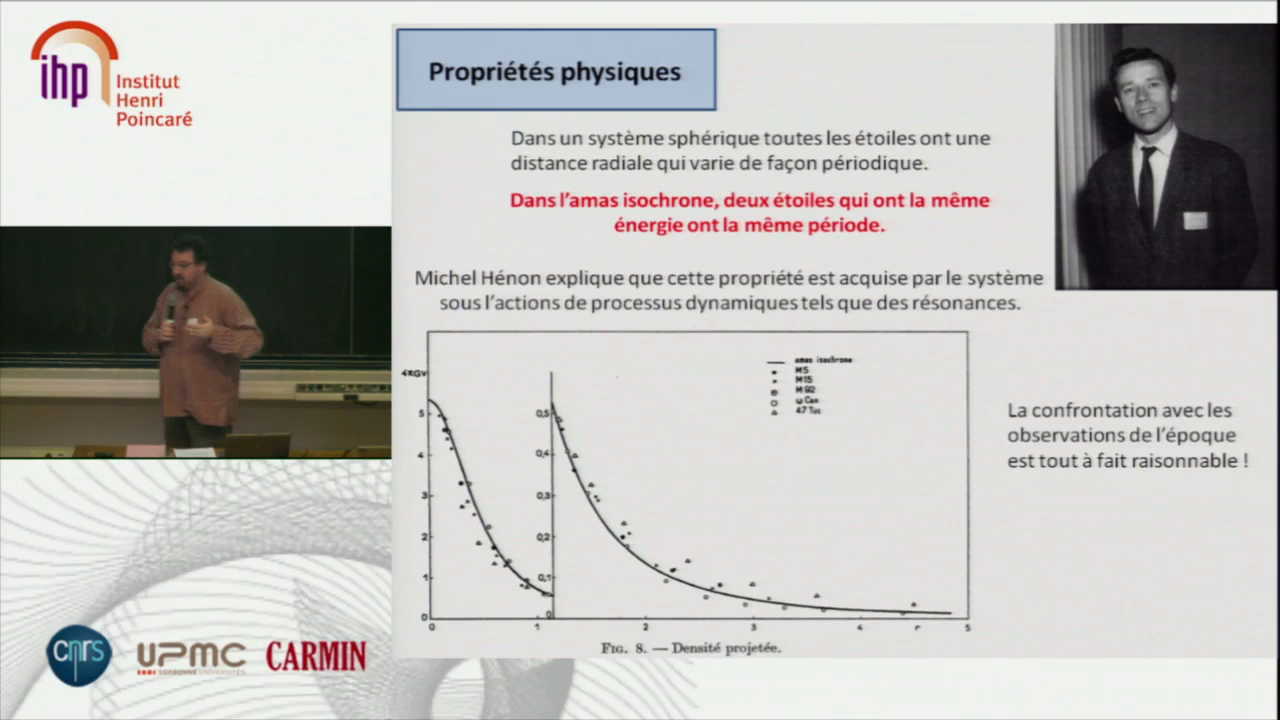 ihp
Institut
Henri
Poincaré
Propriétés physiques
Dans un système sphérique toutes les étoiles ont une
distance radiale qui varie de façon périodique.
Dans l'amas isochrone, deux étoiles qui ont la même
énergie ont la même période.
Michel Hénon explique que cette propriété est acquise par le système
sous l'actions de processus dynamiques tels que des résonances.
amas isochrone
M5
M15
M92
ω Cen
47 Tuc
5
4
3
2
1
0
0,5
0,4
0,3
0,2
0,1
0
0 1 2 3 4 r 5
FIG. 8. — Densité projetée.
La confrontation avec les
observations de l'époque
est tout à fait raisonnable !
cnrs
UPMC
SORBONNE UNIVERSITÉS
CARMIN